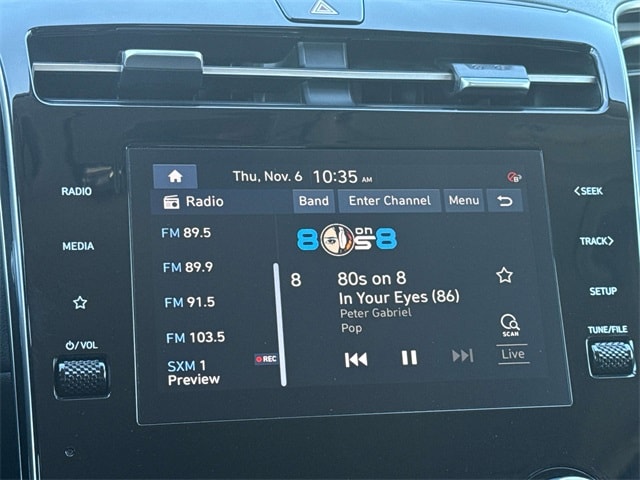 Thu, Nov. 6 10:35 AM
Radio Band Enter Channel Menu
RADIO
MEDIA
VOL
FM 89.5
FM 89.9
FM 91.5
FM 103.5
SXM 1
Preview
REC
8 on 8
80s
8 80s on 8
In Your Eyes (86)
Peter Gabriel
Pop
SCAN
Live
<SEEK
TRACK>
SETUP
TUNE/FILE